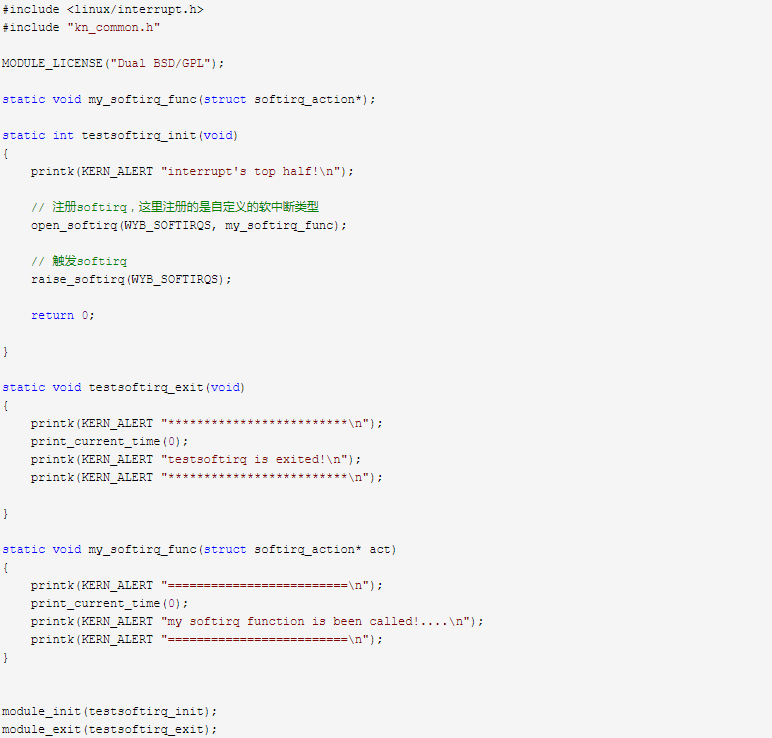 #include <linux/interrupt.h>
#include "kn_common.h"
MODULE_LICENSE("Dual BSD/GPL");
static void my_softirq_func(struct softirq_action*);
static int testsoftirq_init(void)
{
    printk(KERN_ALERT "interrupt's top half!\n");
    // 注册softirq，这里注册的是自定义的软中断类型
    open_softirq(WYB_SOFTIRQS, my_softirq_func);
    // 触发softirq
    raise_softirq(WYB_SOFTIRQS);
    return 0;
}
static void testsoftirq_exit(void)
{
    printk(KERN_ALERT "*************************\n");
    print_current_time(0);
    printk(KERN_ALERT "testsoftirq is exited!\n");
    printk(KERN_ALERT "*************************\n");
}
static void my_softirq_func(struct softirq_action* act)
{
    printk(KERN_ALERT "=========================\n");
    print_current_time(0);
    printk(KERN_ALERT "my softirq function is been called!....\n");
    printk(KERN_ALERT "=========================\n");
}
module_init(testsoftirq_init);
module_exit(testsoftirq_exit);